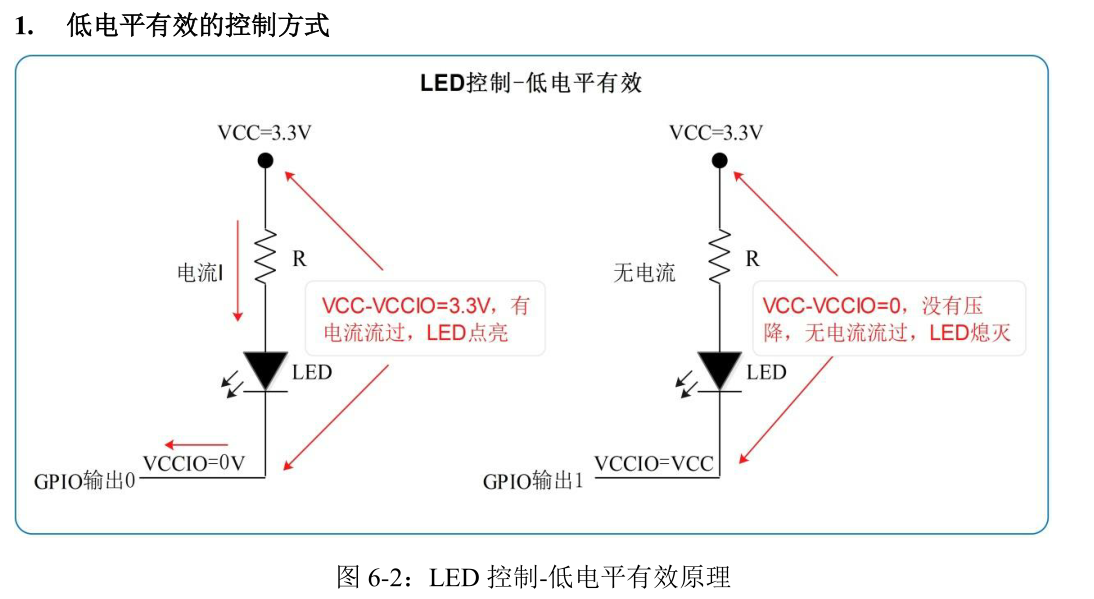 1. 低电平有效的控制方式
LED控制-低电平有效
VCC=3.3V
R
电流I
VCC-VCCIO=3.3V，有
电流流过，LED点亮
LED
VCCIO=0V
GPIO输出0
VCC=3.3V
R
无电流
VCC-VCCIO=0，没有压
降，无电流流过，LED熄灭
LED
VCCIO=VCC
GPIO输出1
图 6-2：LED 控制-低电平有效原理